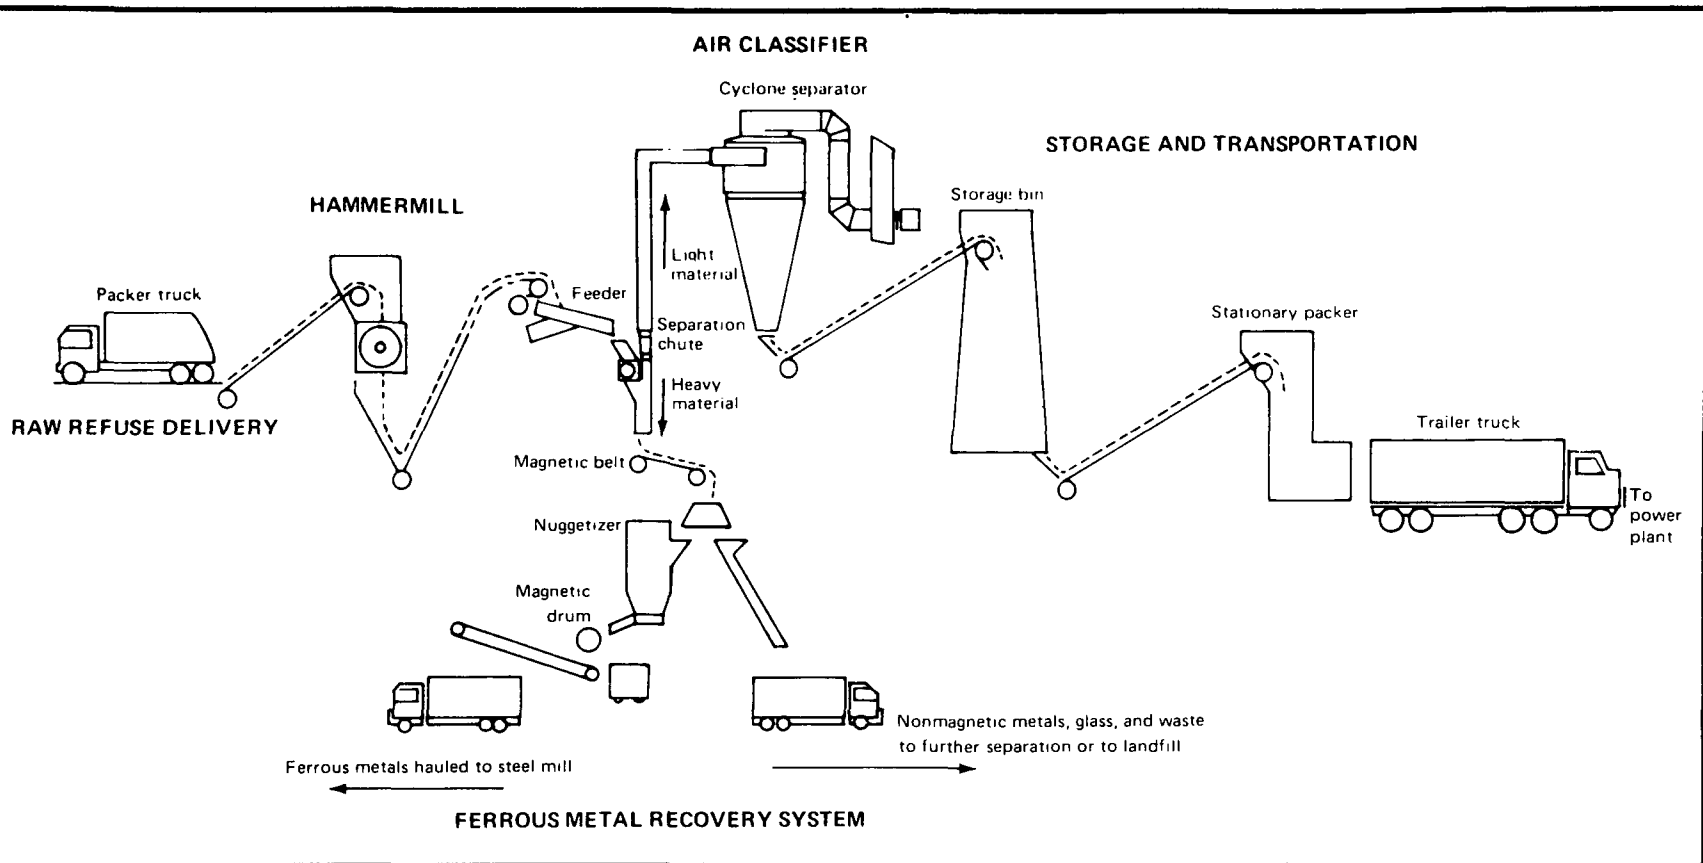 AIR CLASSIFIER
Cyclone separator
STORAGE AND TRANSPORTATION
Storage bin
HAMMERMILL
Light
material
Packer truck
Feeder
Separation
chute
Stationary packer
Heavy
material
RAW REFUSE DELIVERY
Trailer truck
Magnetic belt
To
power
plant
Nuggetizer
Magnetic
drum
Nonmagnetic metals, glass, and waste
to further separation or to landfill
Ferrous metals hauled to steel mill
FERROUS METAL RECOVERY SYSTEM